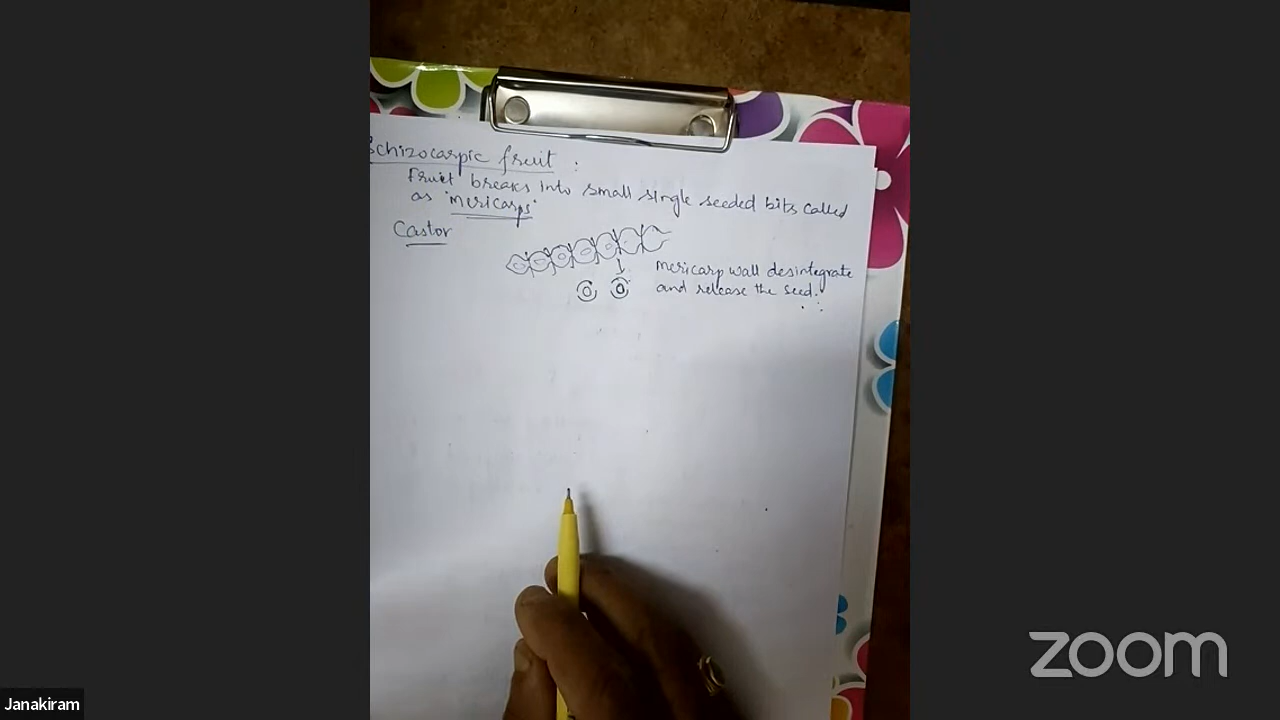 Schizocarpic fruit :
Fruit breaks into small single seeded bits called
as "Mericarps"
Castor
Mericarp wall desintegrate
and release the seed.
zoom
Janakiram